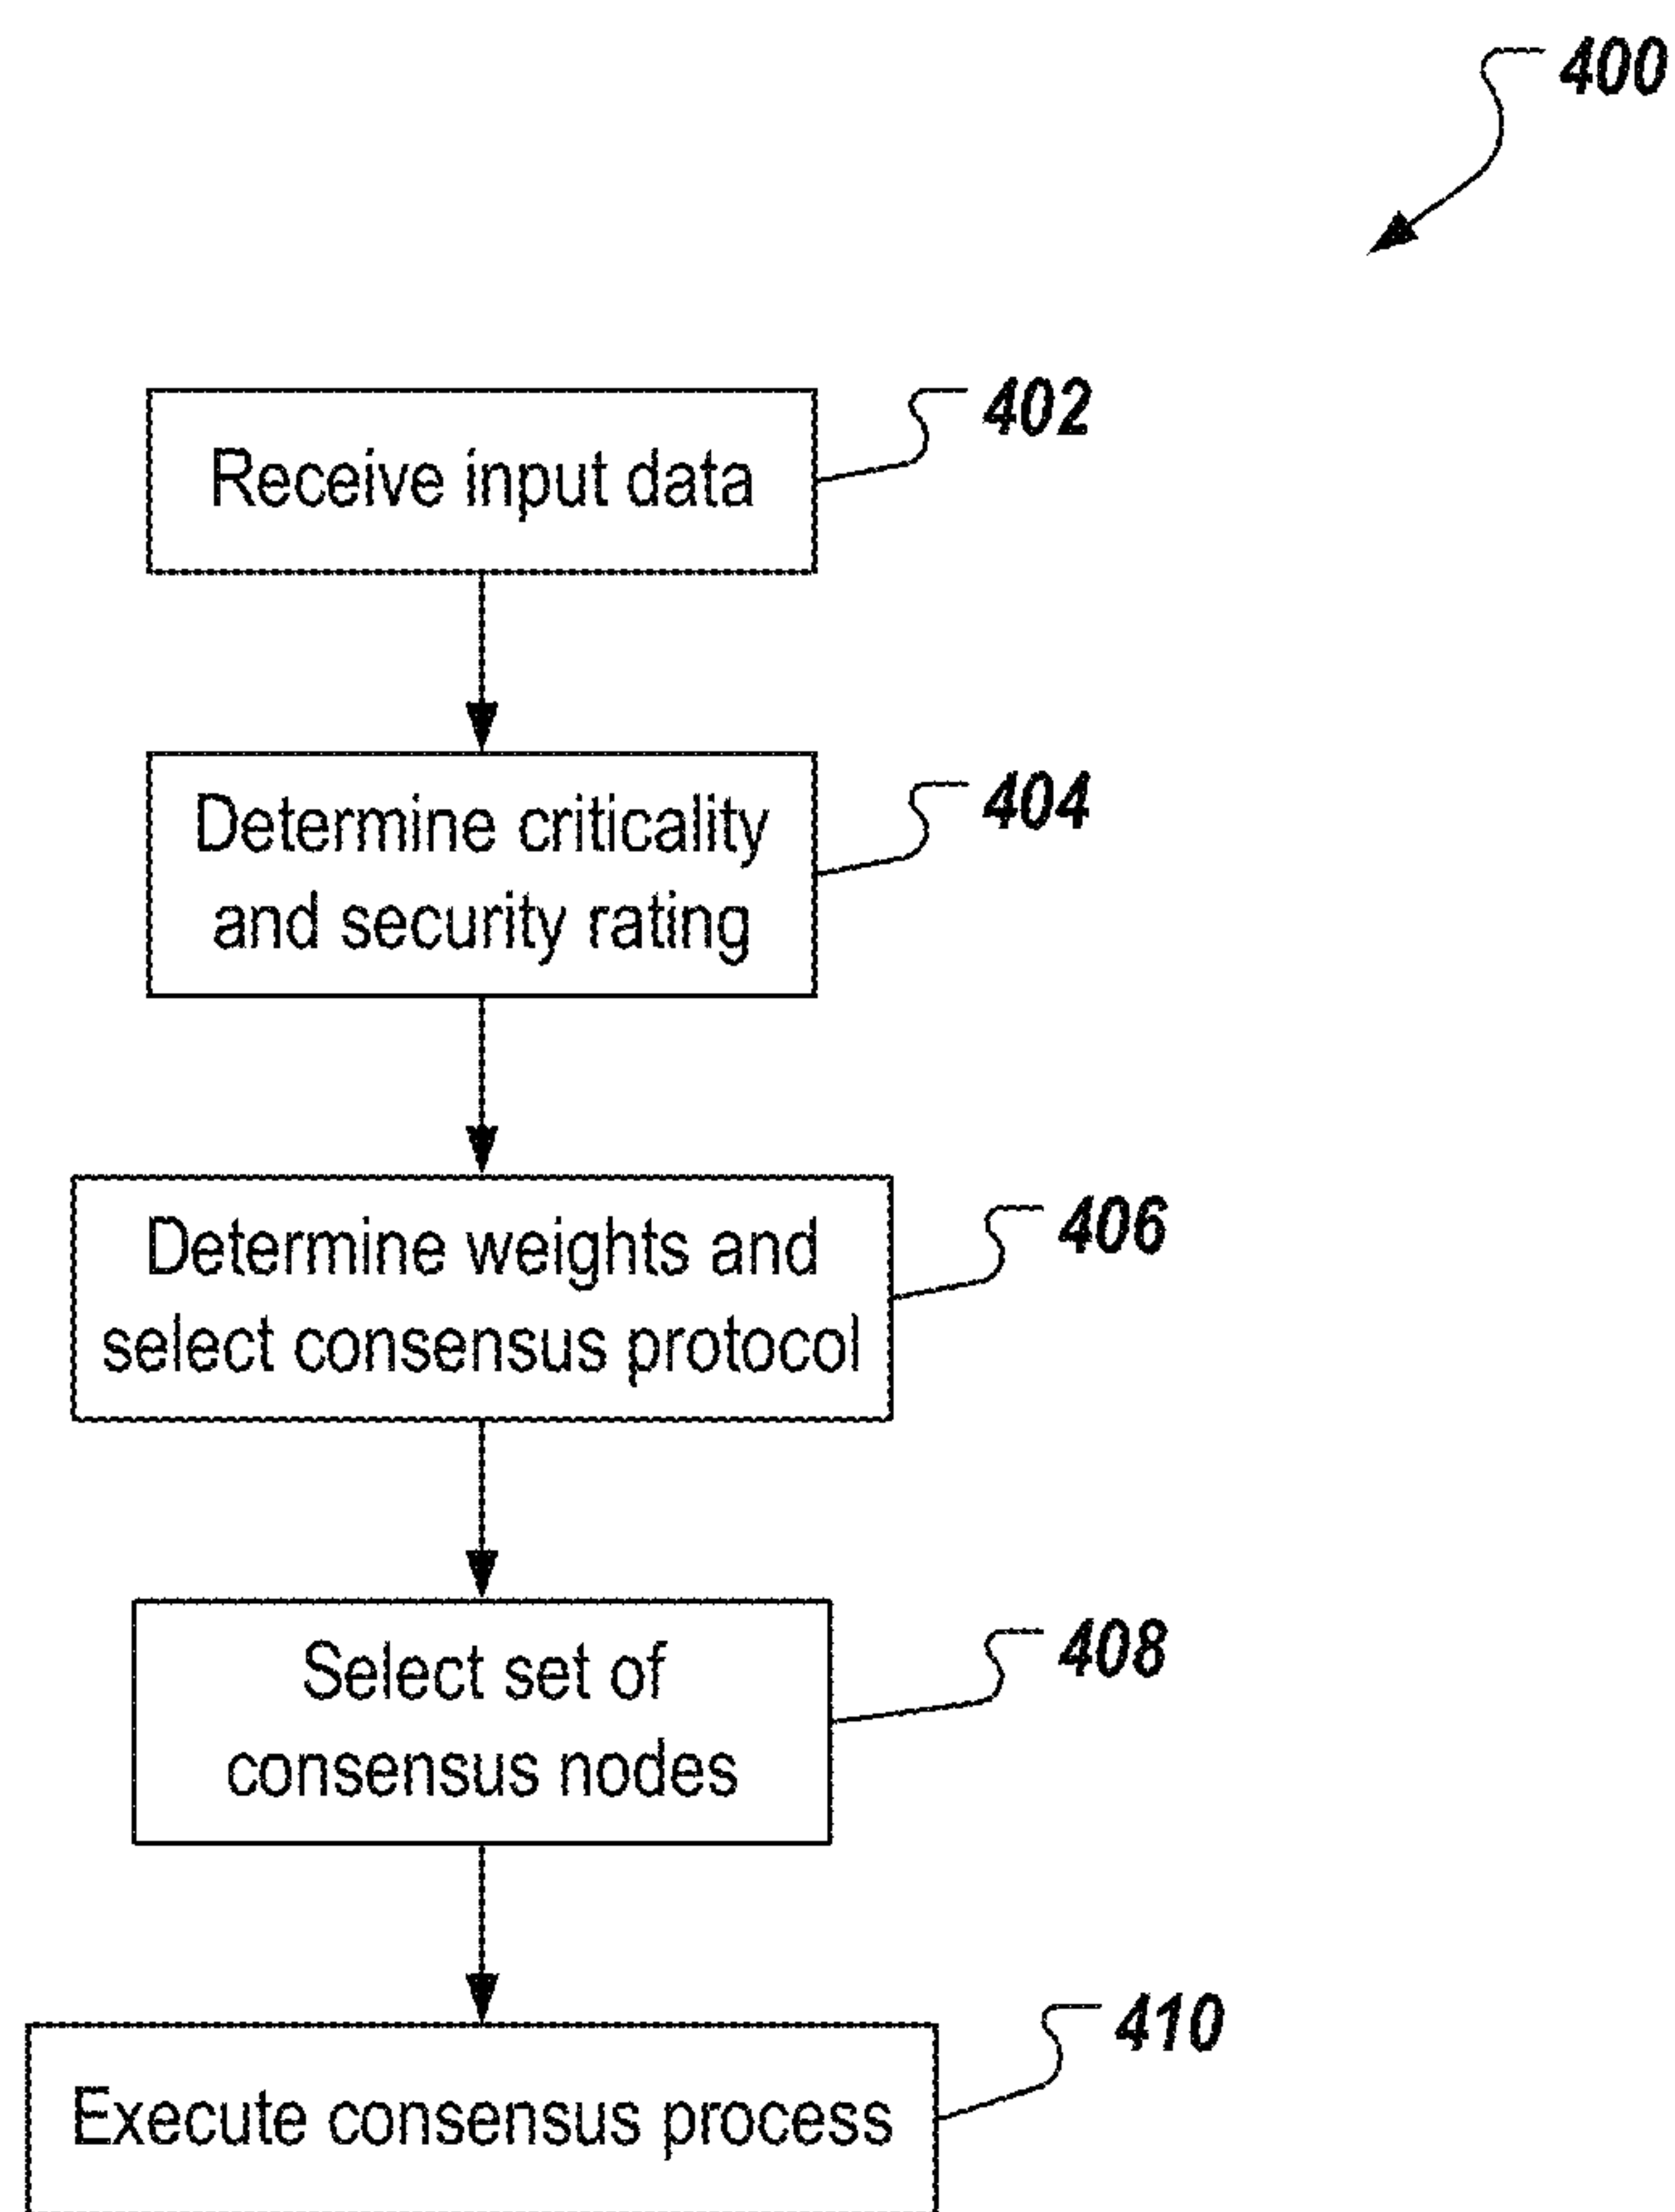 400
402
Receive input data
404
Determine criticality
and security rating
406
Determine weights and
select consensus protocol
408
Select set of
consensus nodes
410
Execute consensus process